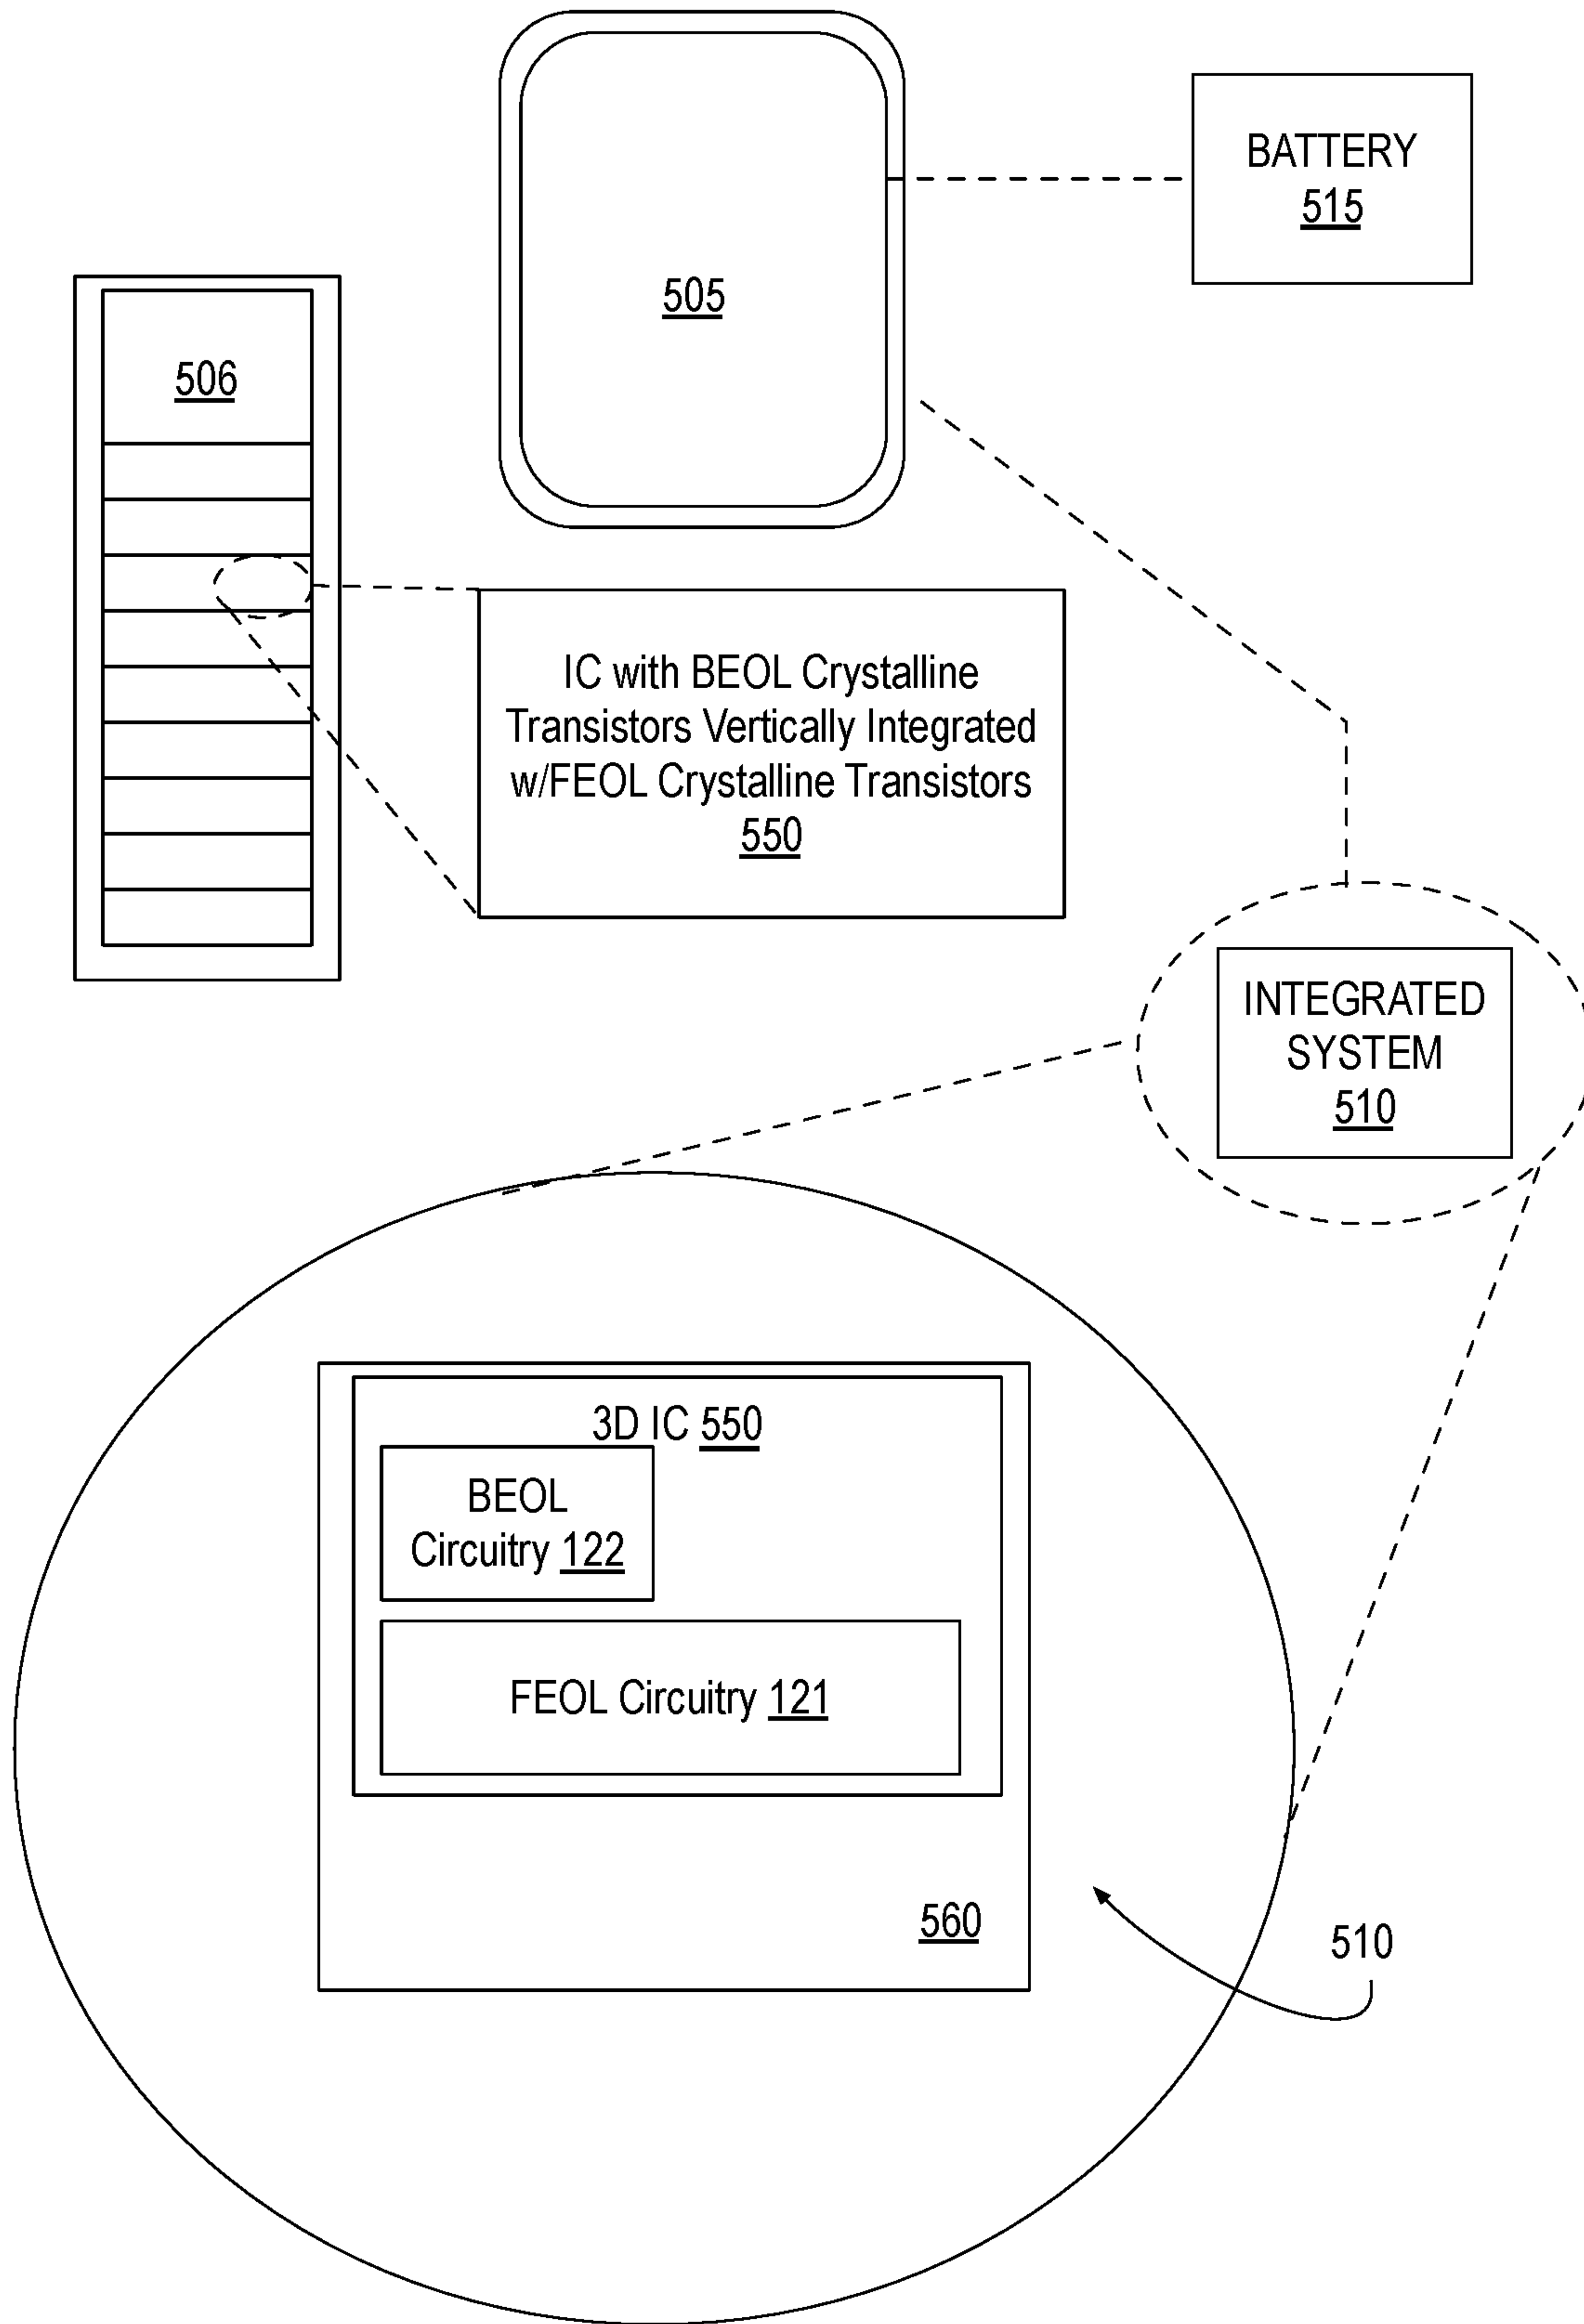 BATTERY
515
505
506
IC with BEOL Crystalline
Transistors Vertically Integrated
w/FEOL Crystalline Transistors
550
INTEGRATED
SYSTEM
510
3D IC 550
BEOL
Circuitry 122
FEOL Circuitry 121
560
510